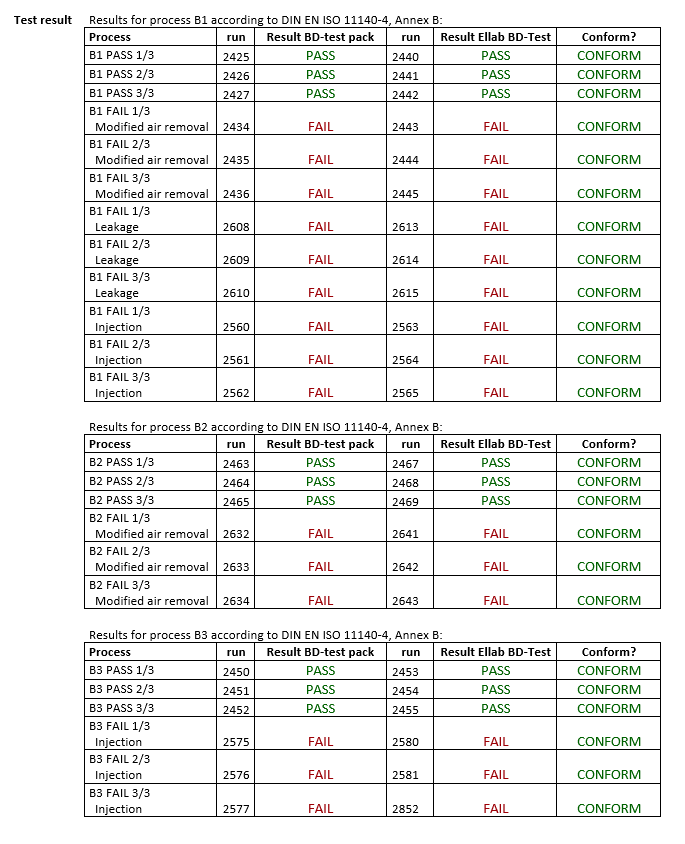 Test result Results for process B1 according to DIN EN ISO 11140-4, Annex B:
Process run Result BD-test pack run Result Ellab BD-Test Conform?
B1 PASS 1/3 2425 PASS 2440 PASS CONFORM
B1 PASS 2/3 2426 PASS 2441 PASS CONFORM
B1 PASS 3/3 2427 PASS 2442 PASS CONFORM
B1 FAIL 1/3
Modified air removal 2434 FAIL 2443 FAIL CONFORM
B1 FAIL 2/3
Modified air removal 2435 FAIL 2444 FAIL CONFORM
B1 FAIL 3/3
Modified air removal 2436 FAIL 2445 FAIL CONFORM
B1 FAIL 1/3
Leakage 2608 FAIL 2613 FAIL CONFORM
B1 FAIL 2/3
Leakage 2609 FAIL 2614 FAIL CONFORM
B1 FAIL 3/3
Leakage 2610 FAIL 2615 FAIL CONFORM
B1 FAIL 1/3
Injection 2560 FAIL 2563 FAIL CONFORM
B1 FAIL 2/3
Injection 2561 FAIL 2564 FAIL CONFORM
B1 FAIL 3/3
Injection 2562 FAIL 2565 FAIL CONFORM
Results for process B2 according to DIN EN ISO 11140-4, Annex B:
Process run Result BD-test pack run Result Ellab BD-Test Conform?
B2 PASS 1/3 2463 PASS 2467 PASS CONFORM
B2 PASS 2/3 2464 PASS 2468 PASS CONFORM
B2 PASS 3/3 2465 PASS 2469 PASS CONFORM
B2 FAIL 1/3
Modified air removal 2632 FAIL 2641 FAIL CONFORM
B2 FAIL 2/3
Modified air removal 2633 FAIL 2642 FAIL CONFORM
B2 FAIL 3/3
Modified air removal 2634 FAIL 2643 FAIL CONFORM
Results for process B3 according to DIN EN ISO 11140-4, Annex B:
Process run Result BD-test pack run Result Ellab BD-Test Conform?
B3 PASS 1/3 2450 PASS 2453 PASS CONFORM
B3 PASS 2/3 2451 PASS 2454 PASS CONFORM
B3 PASS 3/3 2452 PASS 2455 PASS CONFORM
B3 FAIL 1/3
Injection 2575 FAIL 2580 FAIL CONFORM
B3 FAIL 2/3
Injection 2576 FAIL 2581 FAIL CONFORM
B3 FAIL 3/3
Injection 2577 FAIL 2852 FAIL CONFORM